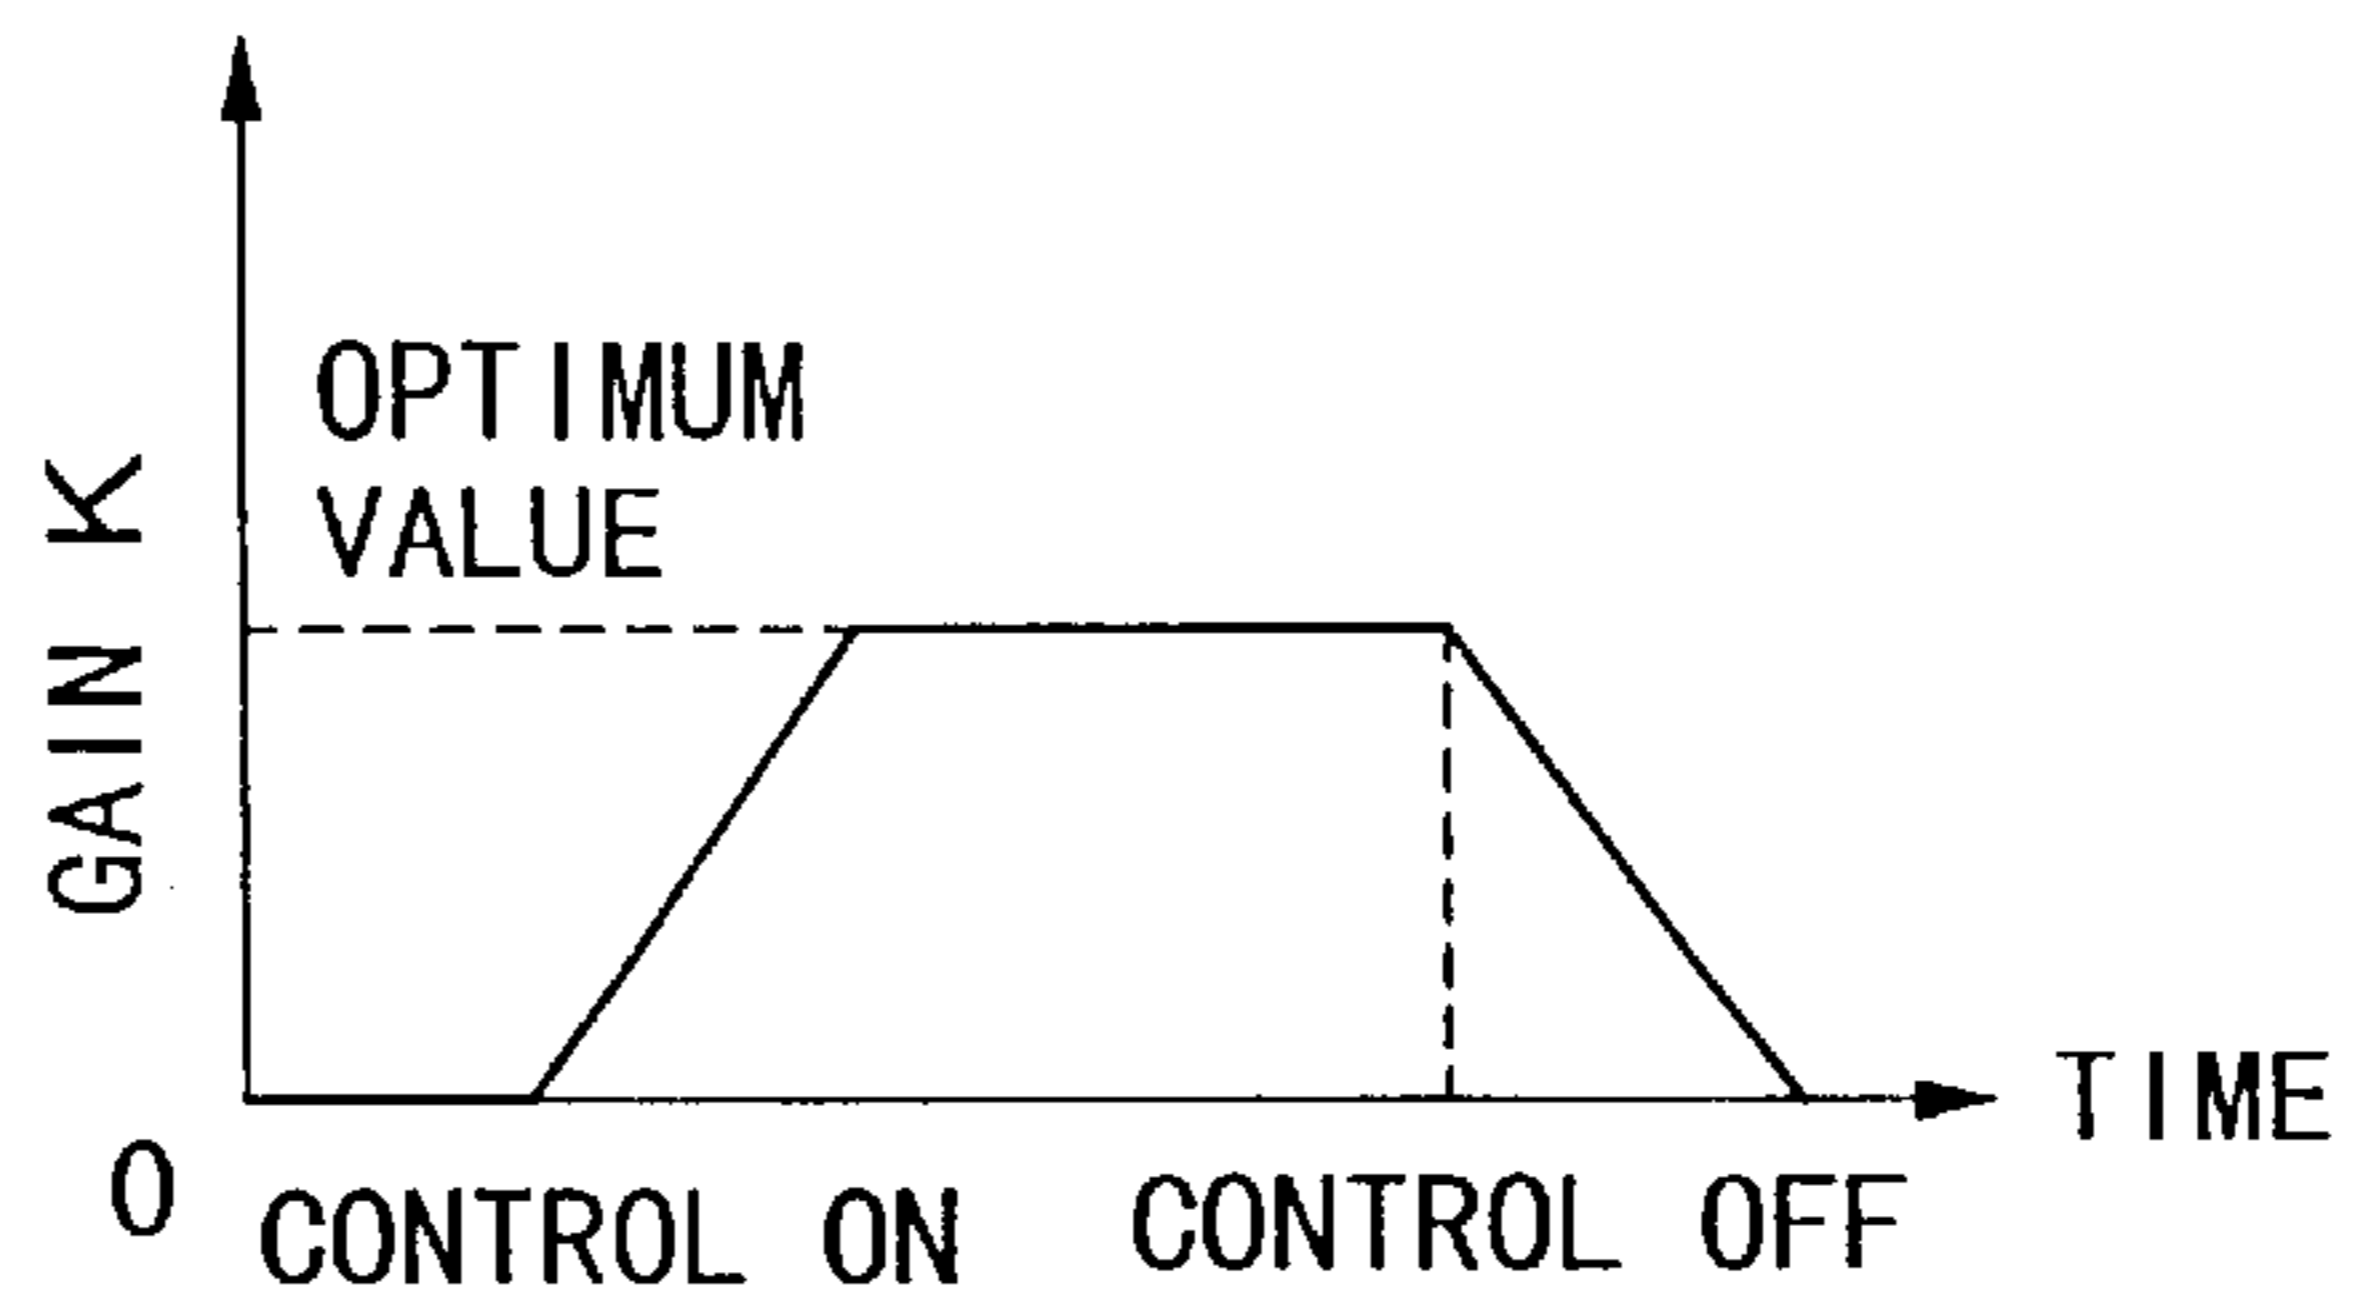 OPTIMUM
VALUE
GAIN K
TIME
0
CONTROL ON
CONTROL OFF